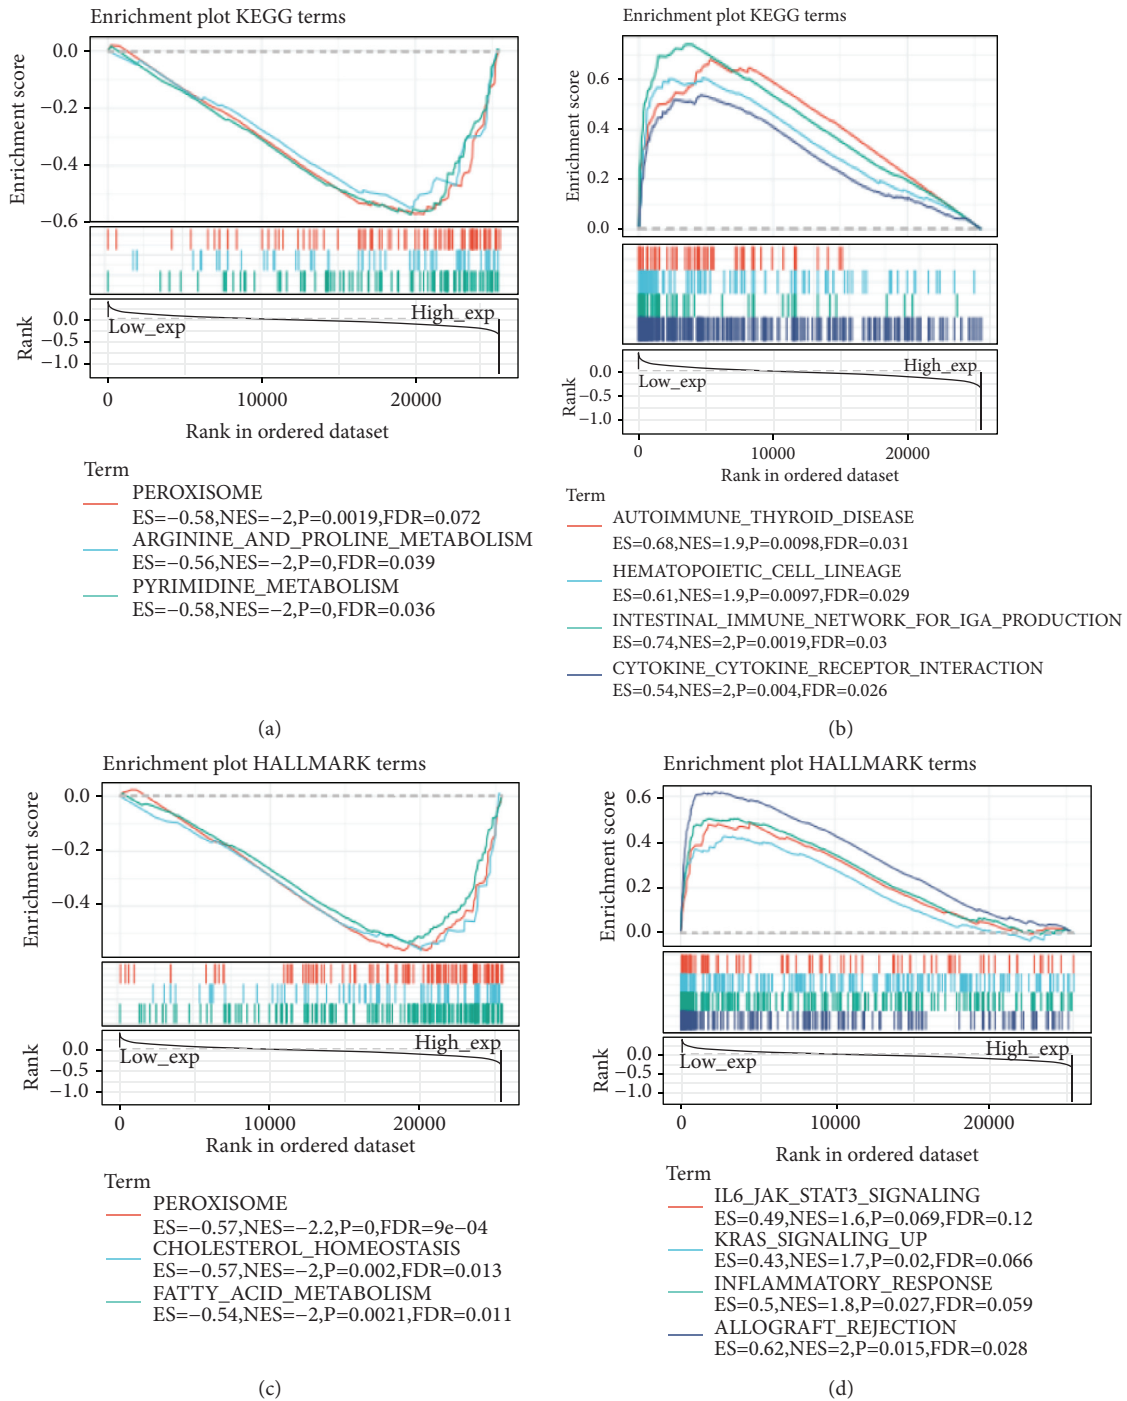 Enrichment plot KEGG terms
Enrichment score
0.0
−0.2
−0.4
−0.6
Rank
0.0
−0.5
−1.0
Low_exp
High_exp
0
10000
20000
Rank in ordered dataset
Term
PEROXISOME
ES=−0.58,NES=−2,P=0.0019,FDR=0.072
ARGININE_AND_PROLINE_METABOLISM
ES=−0.56,NES=−2,P=0,FDR=0.039
PYRIMIDINE_METABOLISM
ES=−0.58,NES=−2,P=0,FDR=0.036
(a)
Enrichment plot KEGG terms
Enrichment score
0.6
0.4
0.2
0.0
Rank
0.0
−0.5
−1.0
Low_exp
High_exp
0
10000
20000
Rank in ordered dataset
Term
AUTOIMMUNE_THYROID_DISEASE
ES=0.68,NES=1.9,P=0.0098,FDR=0.031
HEMATOPOIETIC_CELL_LINEAGE
ES=0.61,NES=1.9,P=0.0097,FDR=0.029
INTESTINAL_IMMUNE_NETWORK_FOR_IGA_PRODUCTION
ES=0.74,NES=2,P=0.0019,FDR=0.03
CYTOKINE_CYTOKINE_RECEPTOR_INTERACTION
ES=0.54,NES=2,P=0.004,FDR=0.026
(b)
Enrichment plot HALLMARK terms
Enrichment score
0.0
−0.2
−0.4
Rank
0.0
−0.5
−1.0
Low_exp
High_exp
0
10000
20000
Rank in ordered dataset
Term
PEROXISOME
ES=−0.57,NES=−2.2,P=0,FDR=9e−04
CHOLESTEROL_HOMEOSTASIS
ES=−0.57,NES=−2,P=0.002,FDR=0.013
FATTY_ACID_METABOLISM
ES=−0.54,NES=−2,P=0.0021,FDR=0.011
(c)
Enrichment plot HALLMARK terms
Enrichment score
0.6
0.4
0.2
0.0
Rank
0.0
−0.5
−1.0
Low_exp
High_exp
0
10000
20000
Rank in ordered dataset
Term
IL6_JAK_STAT3_SIGNALING
ES=0.49,NES=1.6,P=0.069,FDR=0.12
KRAS_SIGNALING_UP
ES=0.43,NES=1.7,P=0.02,FDR=0.066
INFLAMMATORY_RESPONSE
ES=0.5,NES=1.8,P=0.027,FDR=0.059
ALLOGRAFT_REJECTION
ES=0.62,NES=2,P=0.015,FDR=0.028
(d)